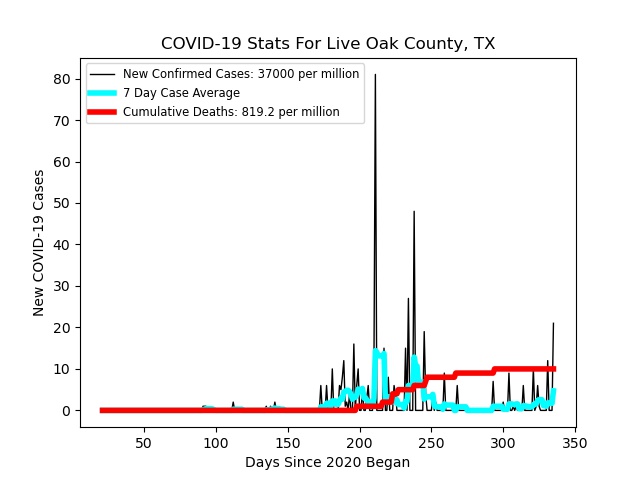 COVID-19 Stats For Live Oak County, TX
New Confirmed Cases: 37000 per million
7 Day Case Average
Cumulative Deaths: 819.2 per million
New COVID-19 Cases
80
70
60
50
40
30
20
10
0
50 100 150 200 250 300 350
Days Since 2020 Began